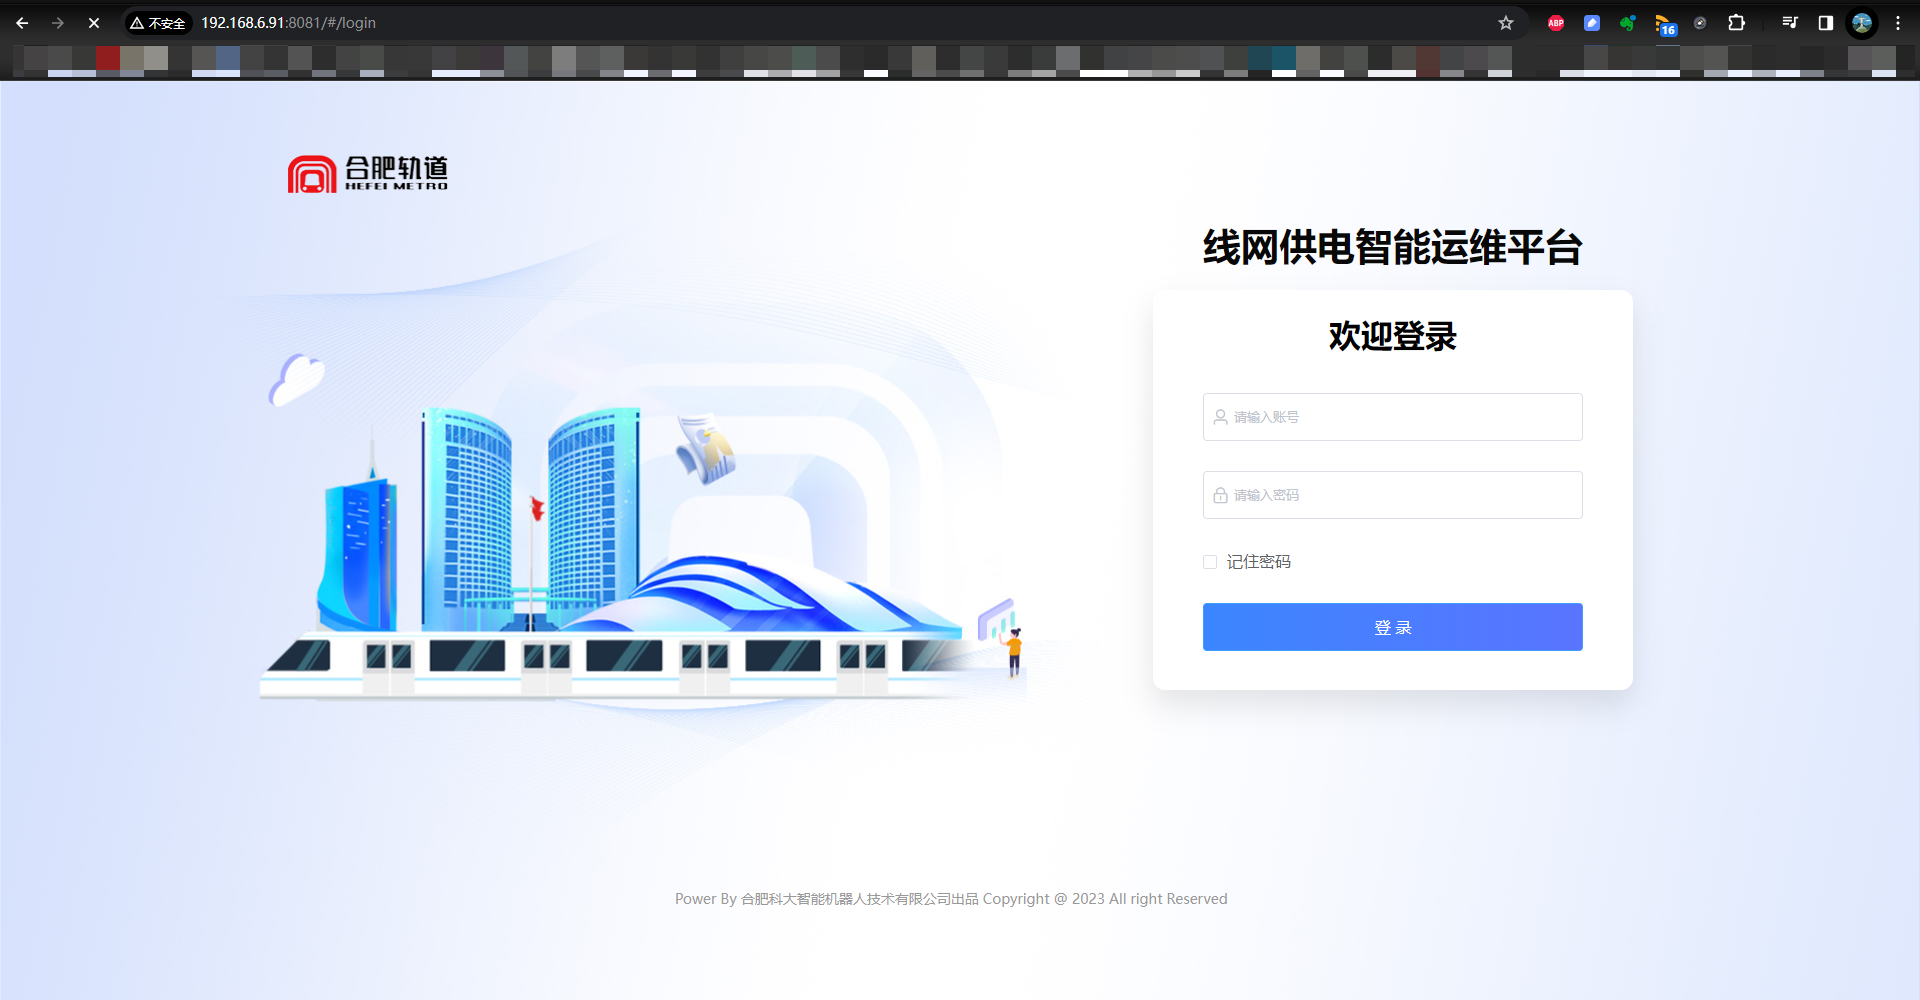 不安全
192.168.6.91:8081/#/login
ABP
16
合肥轨道
HEFEI METRO
线网供电智能运维平台
欢迎登录
请输入账号
请输入密码
记住密码
登 录
Power By 合肥科大智能机器人技术有限公司出品 Copyright @ 2023 All right Reserved